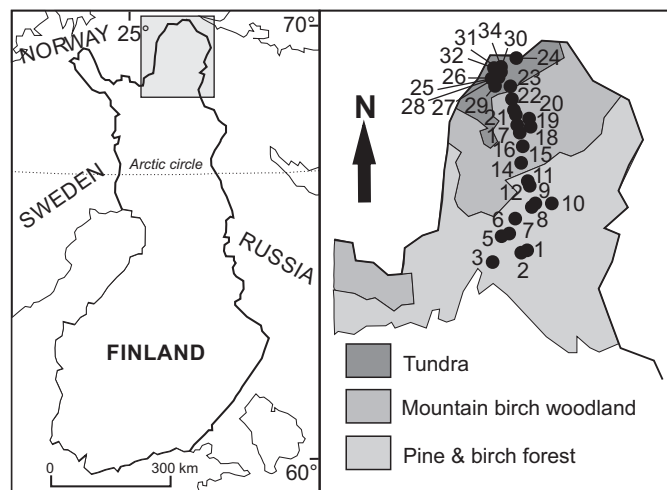 NORWAY
25°
70°
SWEDEN
Arctic circle
RUSSIA
FINLAND
0 300 km
60°
N
34
31 30
32 24
25 26 23
28 27 29 22
21 20
19
17 18
16 15
14
11
12 9
10
6 8
5 7
1
3 2
Tundra
Mountain birch woodland
Pine & birch forest